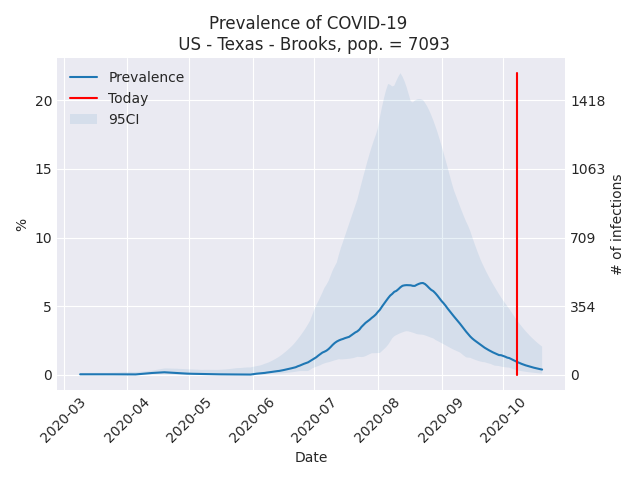 Prevalence of COVID-19
US - Texas - Brooks, pop. = 7093
Prevalence
Today
95CI
20
15
10
5
0
%
1418
1063
709
354
0
# of infections
2020-03
2020-04
2020-05
2020-06
2020-07
2020-08
2020-09
2020-10
Date